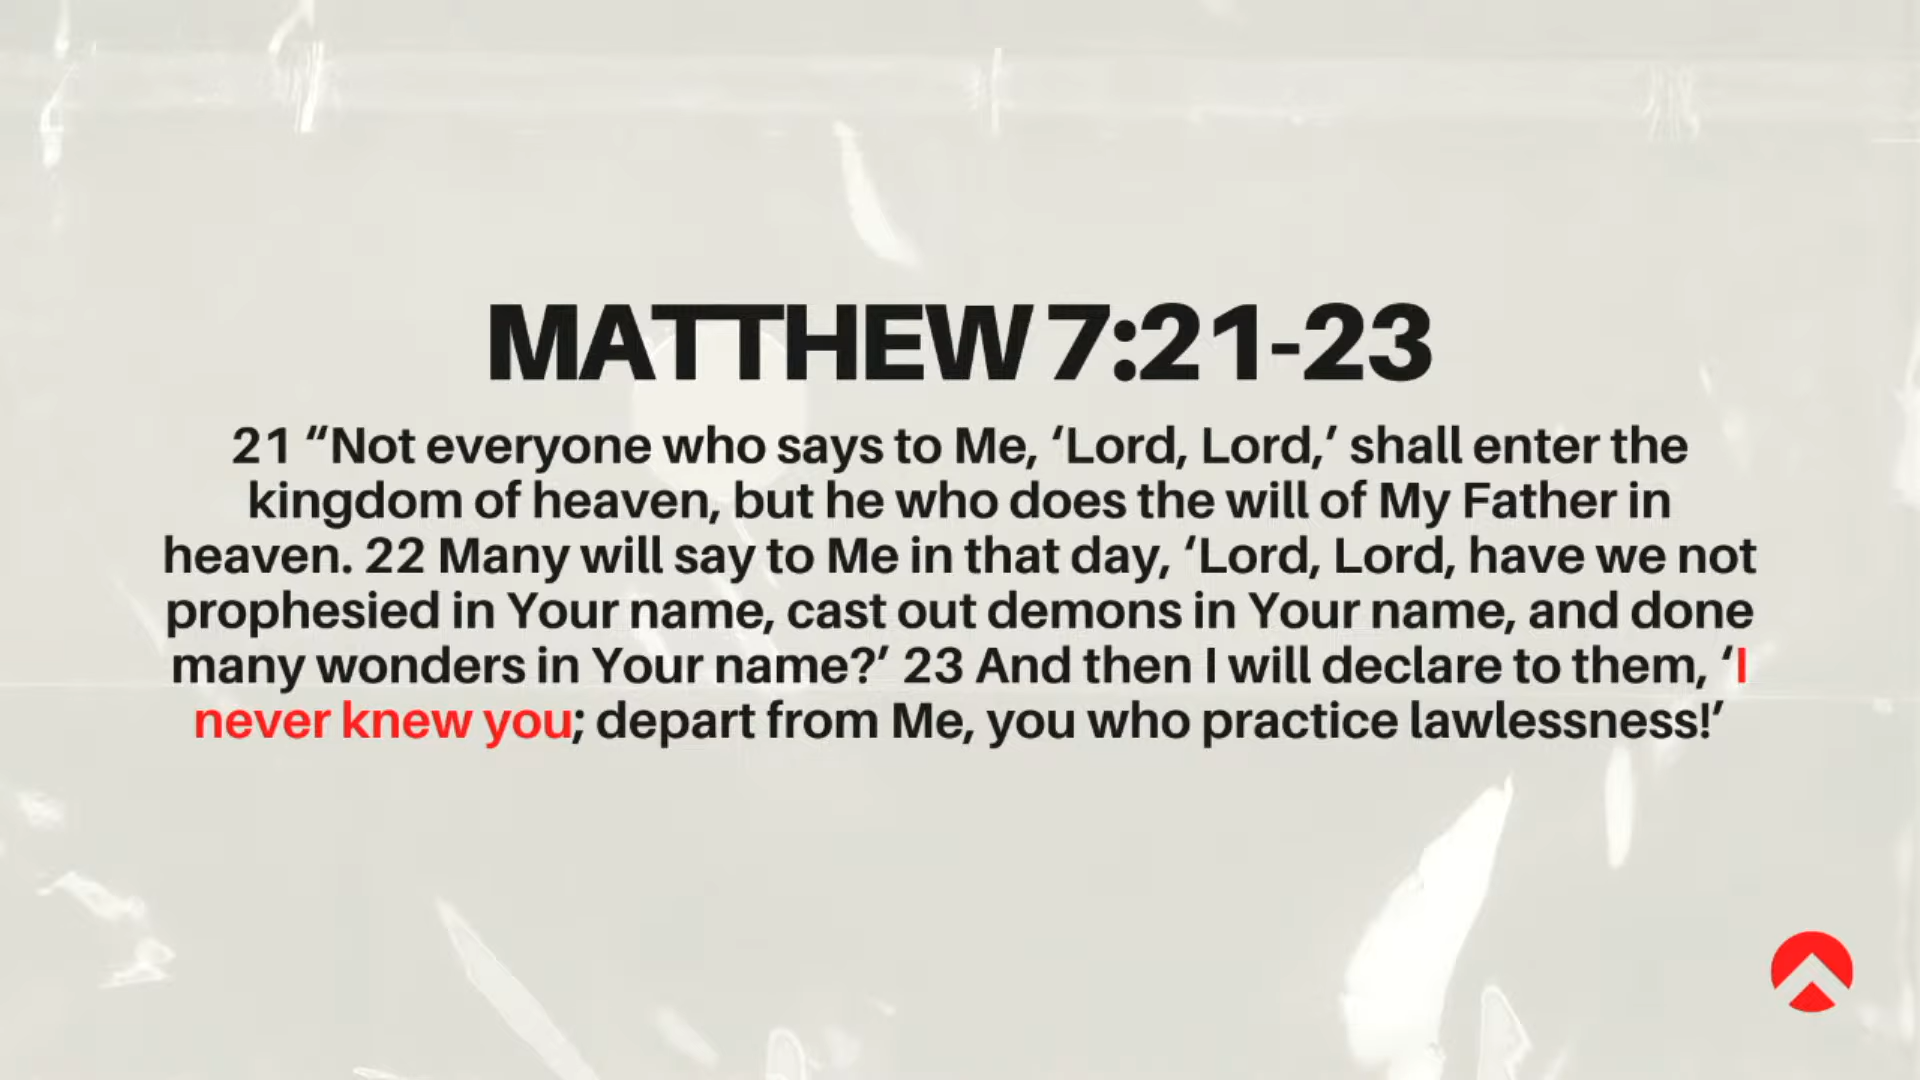 MATTHEW 7:21-23
21 “Not everyone who says to Me, ‘Lord, Lord,’ shall enter the
kingdom of heaven, but he who does the will of My Father in
heaven. 22 Many will say to Me in that day, ‘Lord, Lord, have we not
prophesied in Your name, cast out demons in Your name, and done
many wonders in Your name?’ 23 And then I will declare to them, ‘I
never knew you; depart from Me, you who practice lawlessness!’